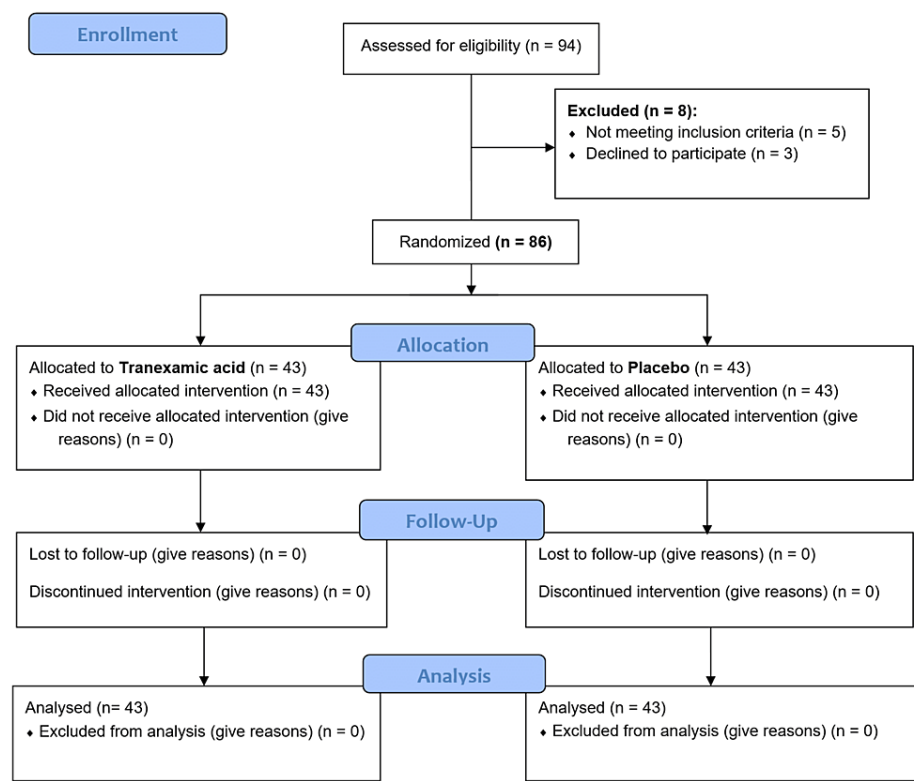 Enrollment
Assessed for eligibility (n = 94)
Excluded (n = 8):
♦ Not meeting inclusion criteria (n = 5)
♦ Declined to participate (n = 3)
Randomized (n = 86)
Allocation
Allocated to Tranexamic acid (n = 43)
♦ Received allocated intervention (n = 43)
♦ Did not receive allocated intervention (give
reasons) (n = 0)
Allocated to Placebo (n = 43)
♦ Received allocated intervention (n = 43)
♦ Did not receive allocated intervention (give
reasons) (n = 0)
Follow-Up
Lost to follow-up (give reasons) (n = 0)
Discontinued intervention (give reasons) (n = 0)
Lost to follow-up (give reasons) (n = 0)
Discontinued intervention (give reasons) (n = 0)
Analysis
Analysed (n= 43)
♦ Excluded from analysis (give reasons) (n = 0)
Analysed (n = 43)
♦ Excluded from analysis (give reasons) (n = 0)